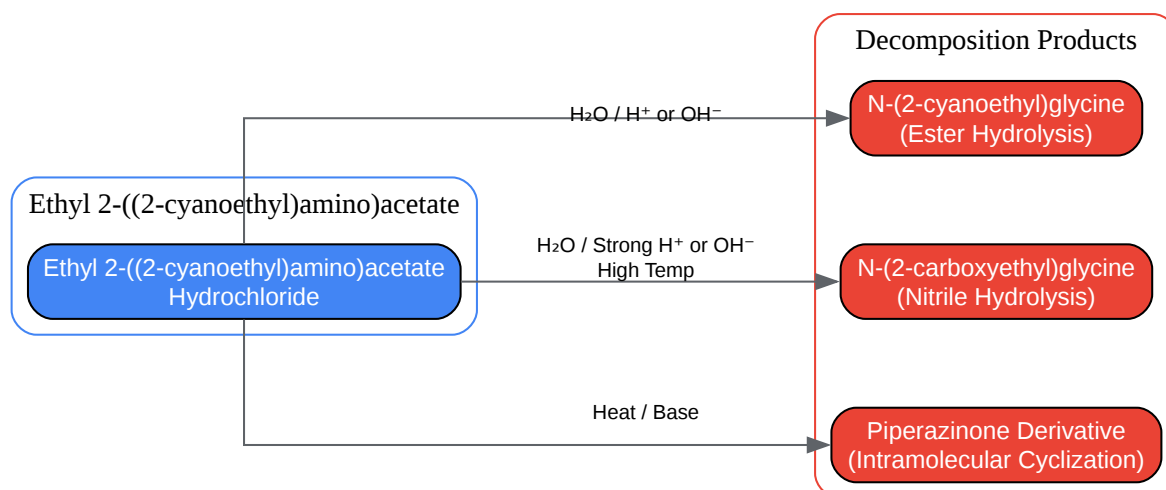 Decomposition Products
H₂O / H⁺ or OH⁻
N-(2-cyanoethyl)glycine
(Ester Hydrolysis)
Ethyl 2-((2-cyanoethyl)amino)acetate
Ethyl 2-((2-cyanoethyl)amino)acetate
Hydrochloride
H₂O / Strong H⁺ or OH⁻
High Temp
N-(2-carboxyethyl)glycine
(Nitrile Hydrolysis)
Heat / Base
Piperazinone Derivative
(Intramolecular Cyclization)